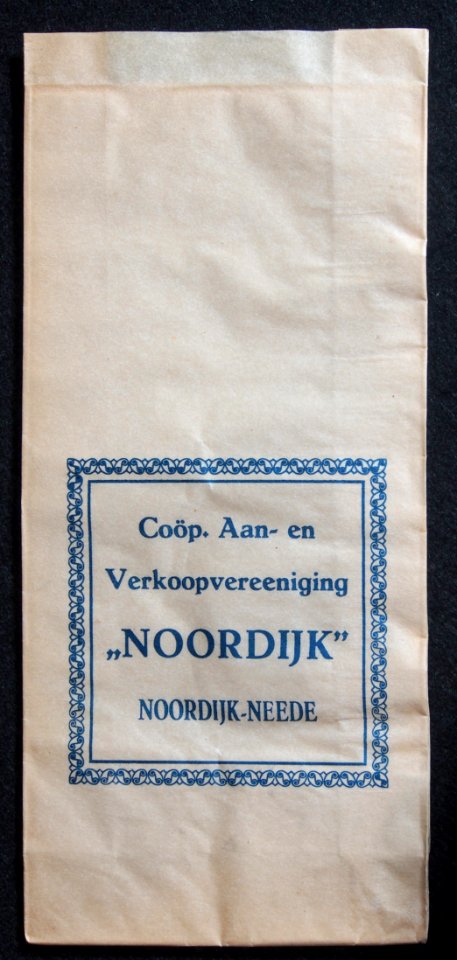 Coöp. Aan- en
Verkoopvereeniging
„NOORDIJK”
NOORDIJK-NEEDE